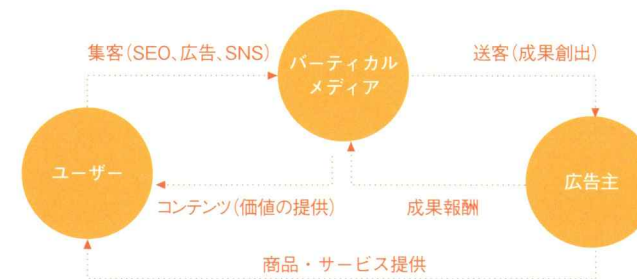 集客(SEO、広告、SNS)
バーティカル
メディア
送客(成果創出)
ユーザー
広告主
コンテンツ(価値の提供)
成果報酬
商品・サービス提供